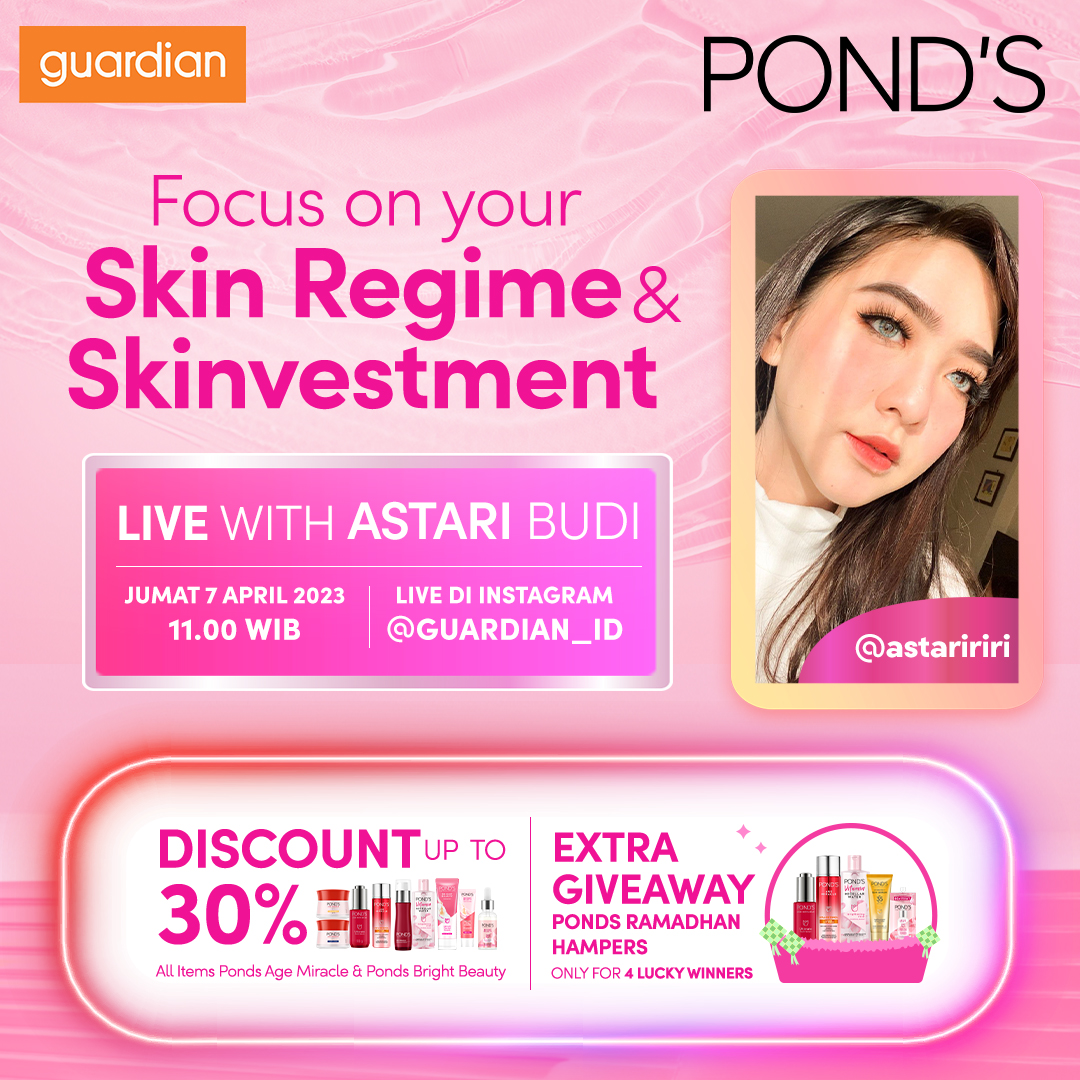 guardian
POND'S
Focus on your
Skin Regime &
Skinvestment
LIVE WITH ASTARI BUDI
JUMAT 7 APRIL 2023
11.00 WIB
LIVE DI INSTAGRAM
@GUARDIAN_ID
@astaririri
DISCOUNT UP TO
30%
All Items Ponds Age Miracle & Ponds Bright Beauty
EXTRA
GIVEAWAY
PONDS RAMADHAN
HAMPERS
ONLY FOR 4 LUCKY WINNERS